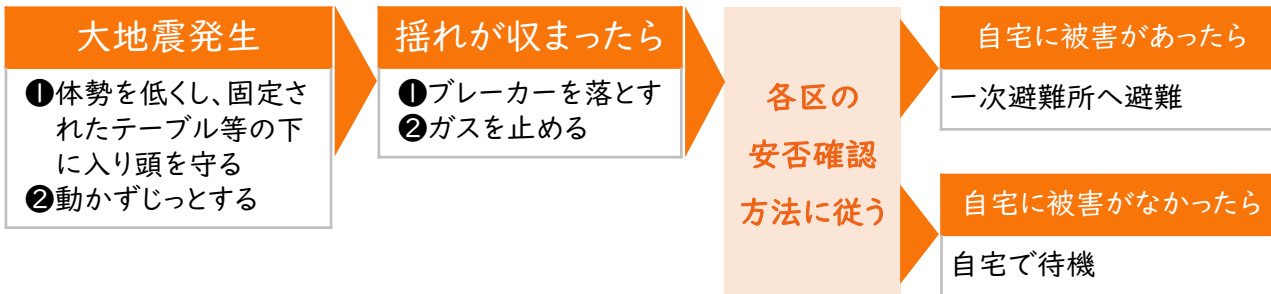 大地震発生
❶体勢を低くし、固定さ
れたテーブル等の下
に入り頭を守る
❷動かずじっとする
揺れが収まったら
❶ブレーカーを落とす
❷ガスを止める
各区の
安否確認
方法に従う
自宅に被害があったら
一次避難所へ避難
自宅に被害がなかったら
自宅で待機